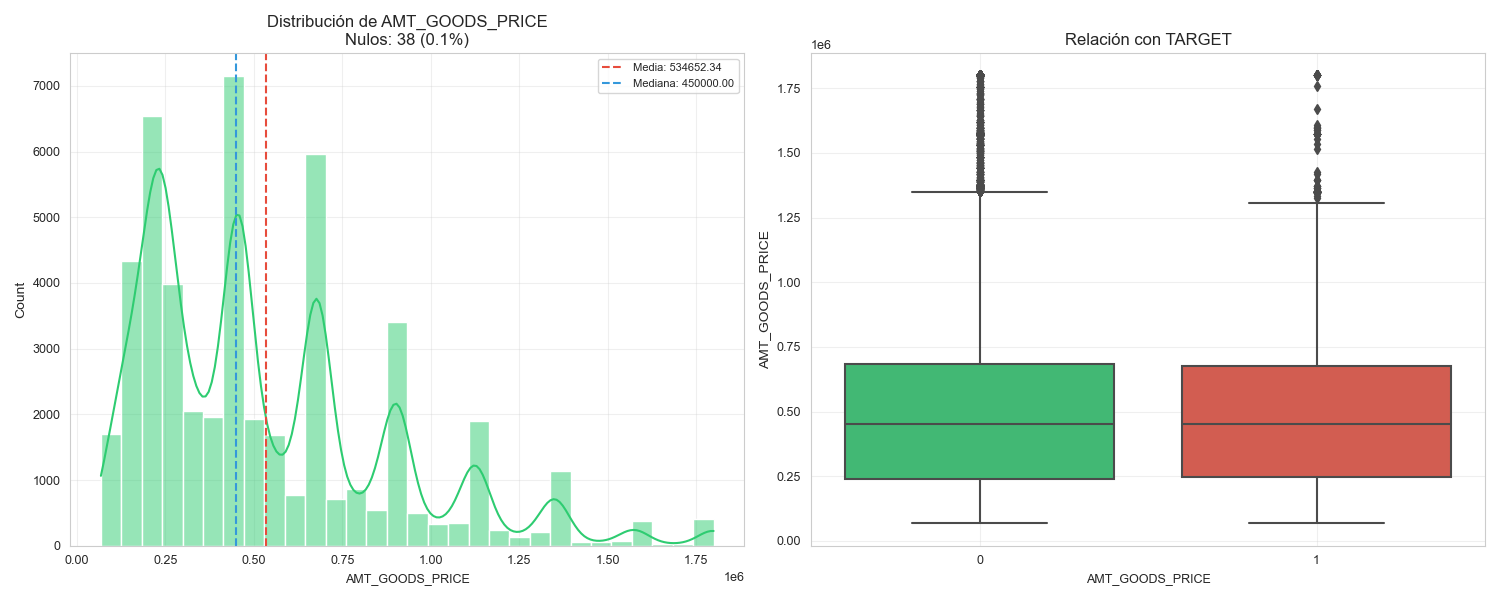 Distribución de AMT_GOODS_PRICE
Nulos: 38 (0.1%)
Media: 534652.34
Mediana: 450000.00
Count
7000
6000
5000
4000
3000
2000
1000
0
0.00 0.25 0.50 0.75 1.00 1.25 1.50 1.75
1e6
AMT_GOODS_PRICE
Relación con TARGET
1e6
AMT_GOODS_PRICE
1.75
1.50
1.25
1.00
0.75
0.50
0.25
0.00
0 1
AMT_GOODS_PRICE